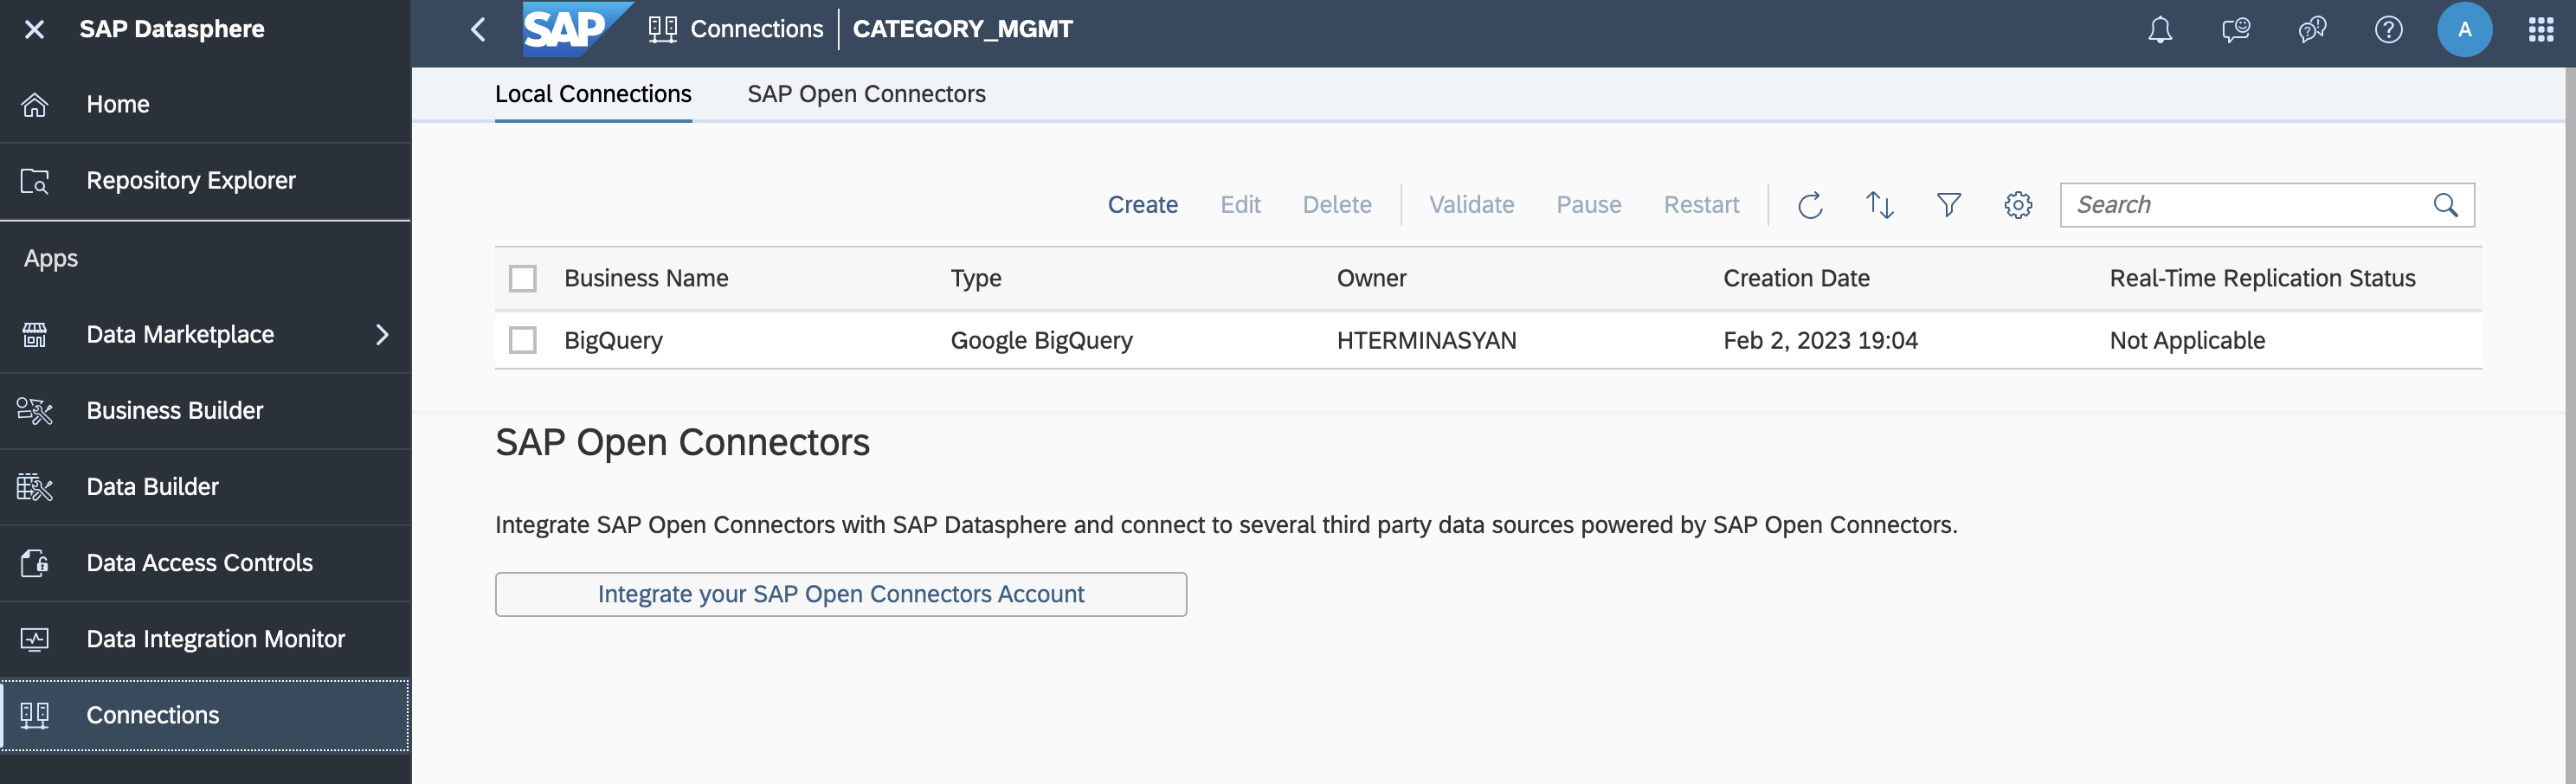 SAP Datasphere
Home
Repository Explorer
Apps
Data Marketplace
Business Builder
Data Builder
Data Access Controls
Data Integration Monitor
Connections
SAP Connections CATEGORY_MGMT A
Local Connections SAP Open Connectors
Create Edit Delete Validate Pause Restart Search
Business Name Type Owner Creation Date Real-Time Replication Status
BigQuery Google BigQuery HTERMINASYAN Feb 2, 2023 19:04 Not Applicable
SAP Open Connectors
Integrate SAP Open Connectors with SAP Datasphere and connect to several third party data sources powered by SAP Open Connectors.
Integrate your SAP Open Connectors Account